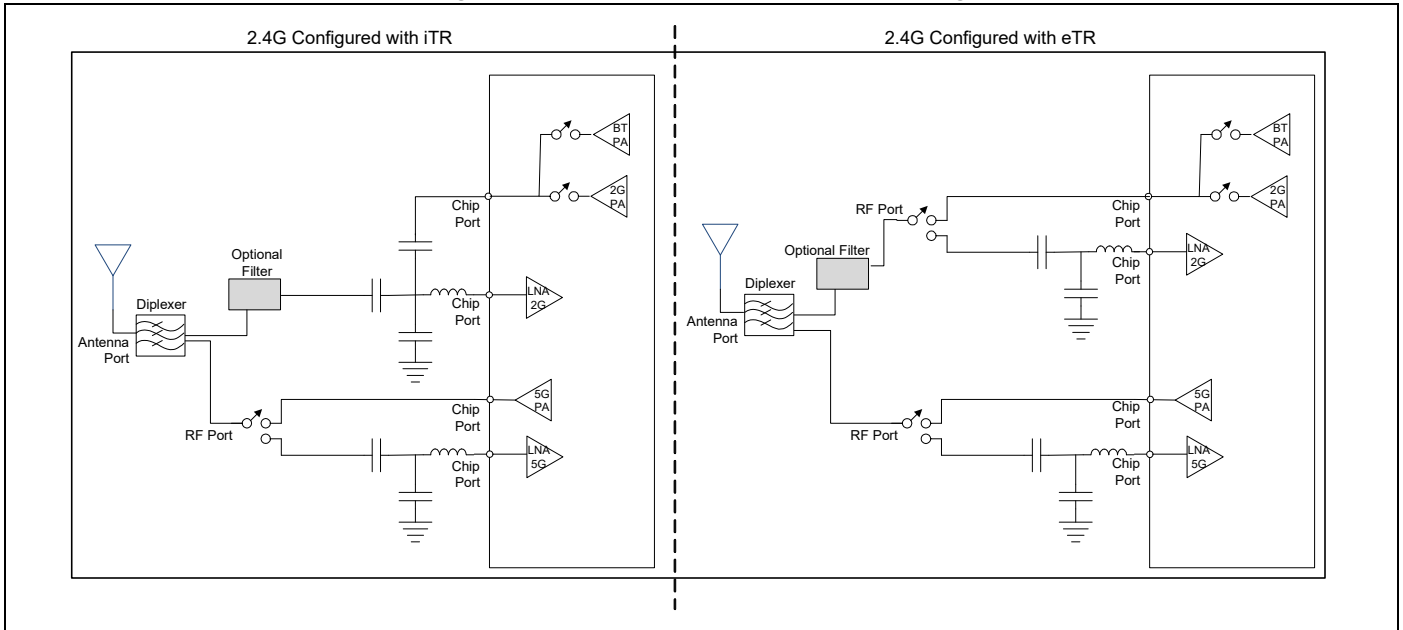 2.4G Configured with iTR
BT
PA
2G
PA
Chip
Port
Optional
Filter
LNA
2G
Chip
Port
Diplexer
Antenna
Port
5G
PA
Chip
Port
RF Port
LNA
5G
Chip
Port
2.4G Configured with eTR
BT
PA
2G
PA
RF Port
Chip
Port
Optional Filter
LNA
2G
Chip
Port
Diplexer
Antenna
Port
5G
PA
Chip
Port
RF Port
LNA
5G
Chip
Port